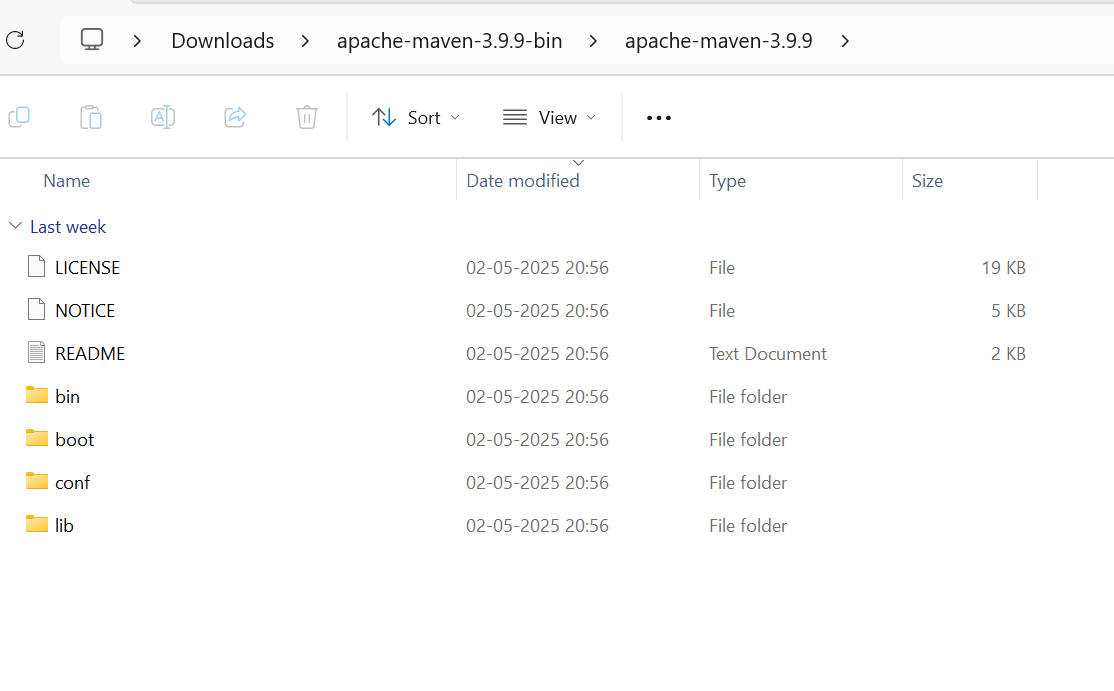 Downloads > apache-maven-3.9.9-bin > apache-maven-3.9.9 >
Sort View
Name Date modified Type Size
Last week
LICENSE 02-05-2025 20:56 File 19 KB
NOTICE 02-05-2025 20:56 File 5 KB
README 02-05-2025 20:56 Text Document 2 KB
bin 02-05-2025 20:56 File folder
boot 02-05-2025 20:56 File folder
conf 02-05-2025 20:56 File folder
lib 02-05-2025 20:56 File folder